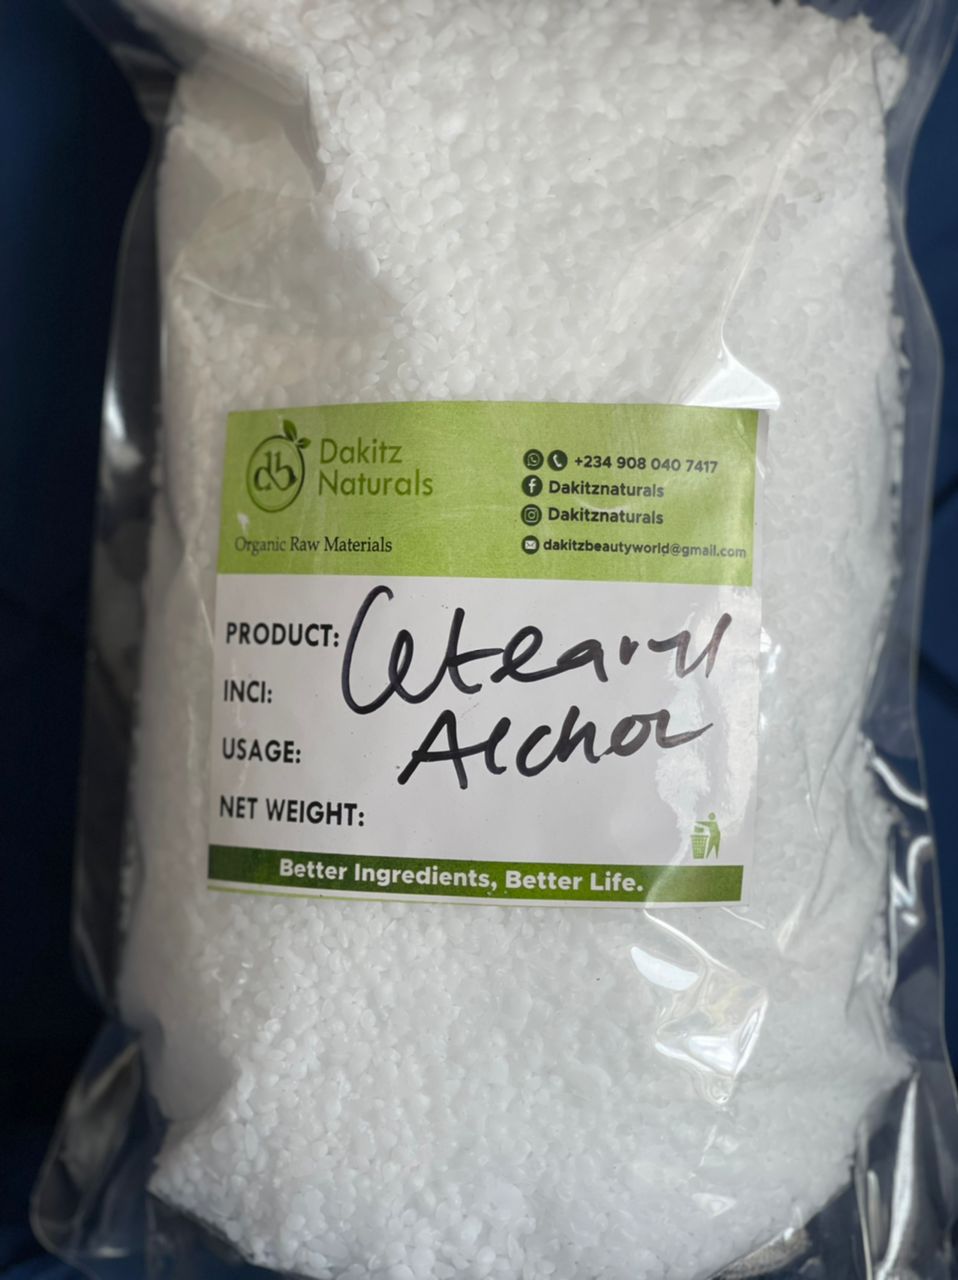 Dakitz
Naturals
Organic Raw Materials
+234 908 040 7417
Dakitznaturals
Dakitznaturals
dakitzbeautyworld@gmail.com
PRODUCT: Cetearyl
Alchol
INCI:
USAGE:
NET WEIGHT:
Better Ingredients, Better Life.